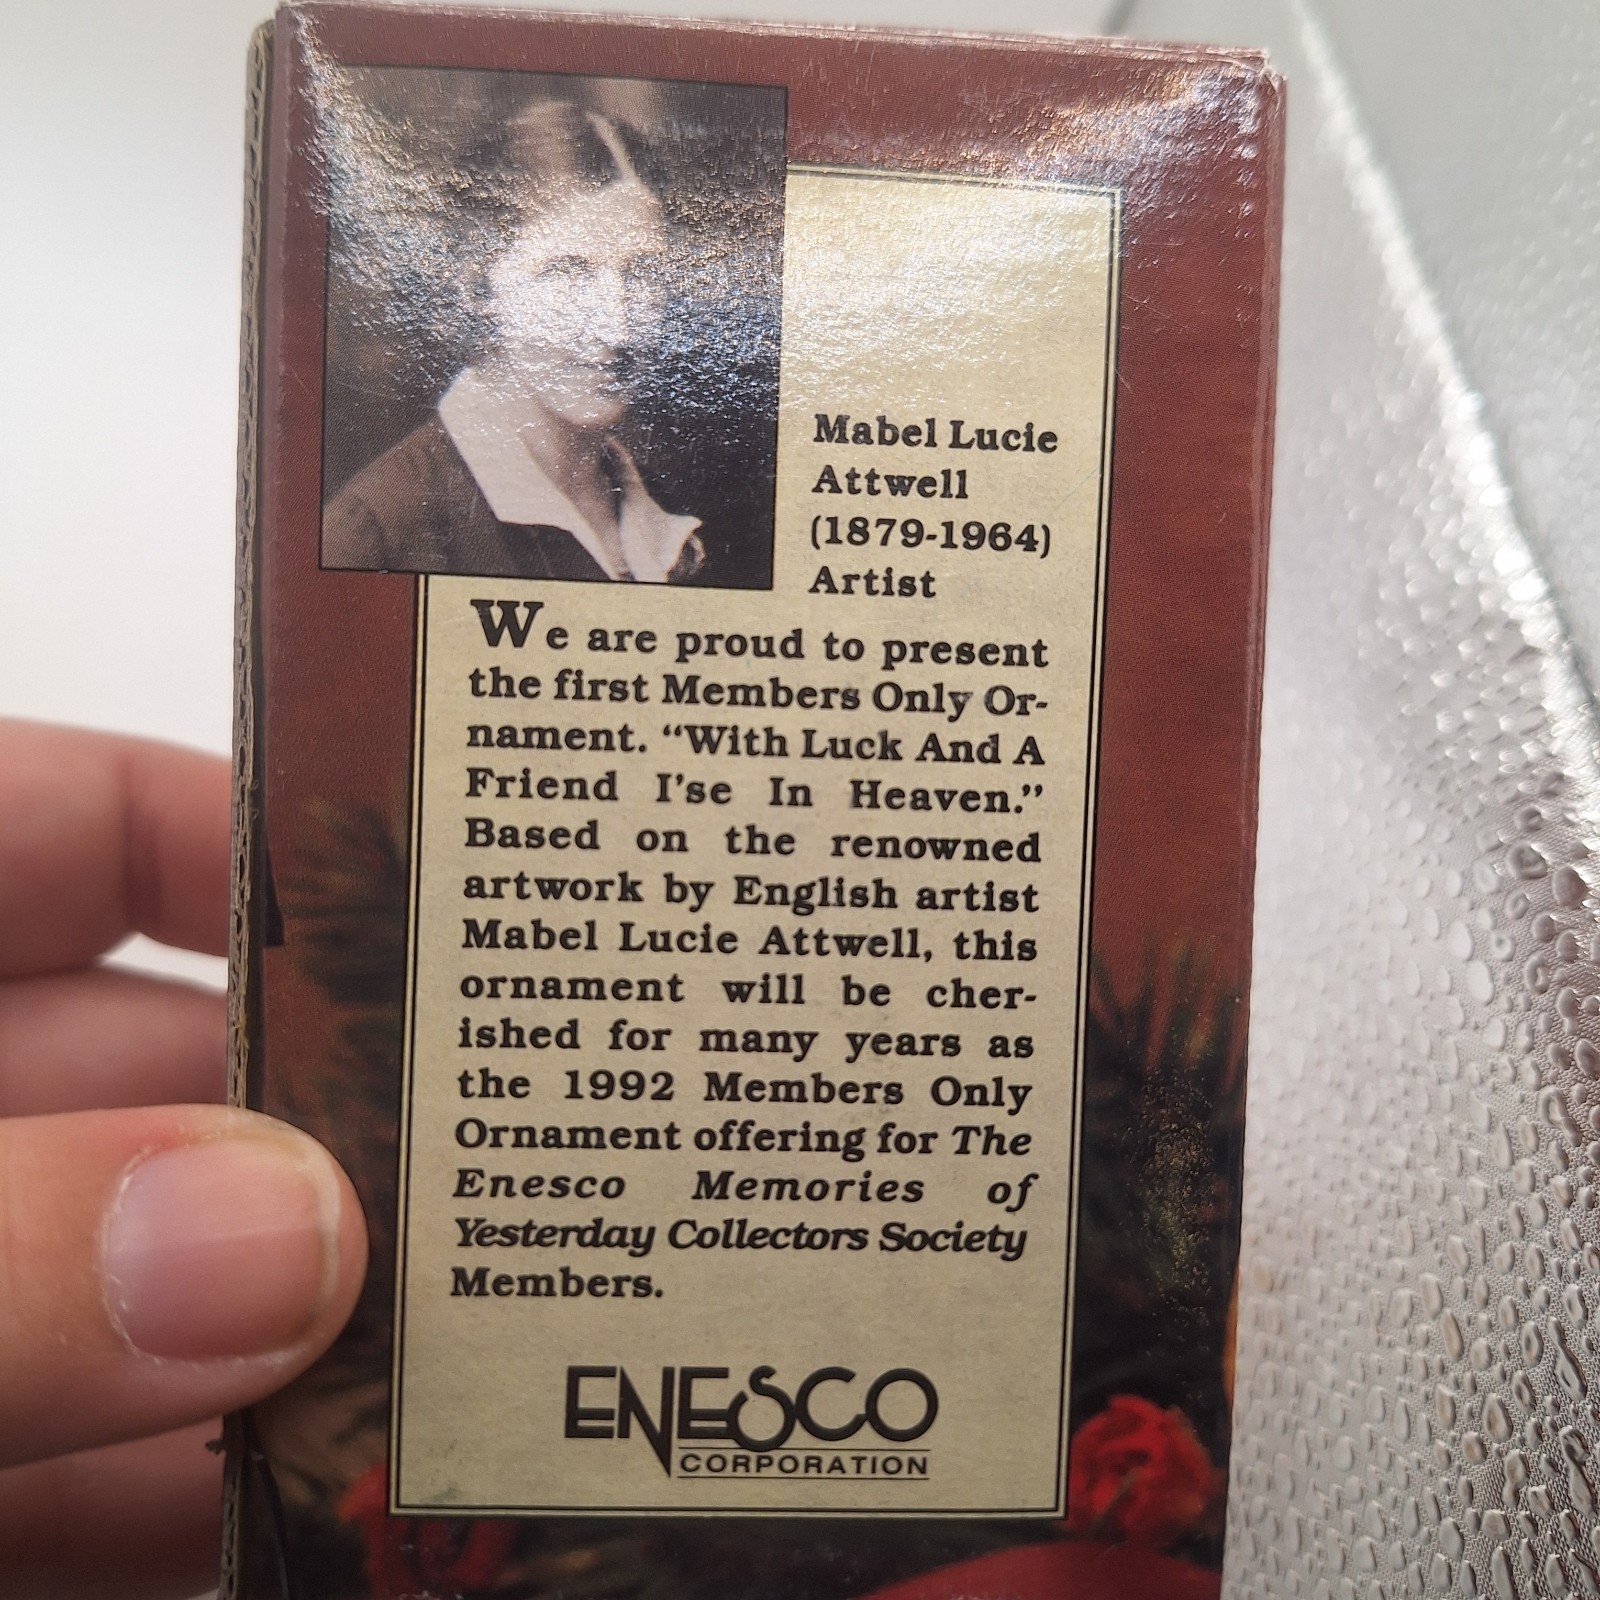 Mabel Lucie
Attwell
(1879-1964)
Artist
We are proud to present
the first Members Only Or-
nament. “With Luck And A
Friend I’se In Heaven.”
Based on the renowned
artwork by English artist
Mabel Lucie Attwell, this
ornament will be cher-
ished for many years as
the 1992 Members Only
Ornament offering for The
Enesco Memories of
Yesterday Collectors Society
Members.
ENESCO
CORPORATION